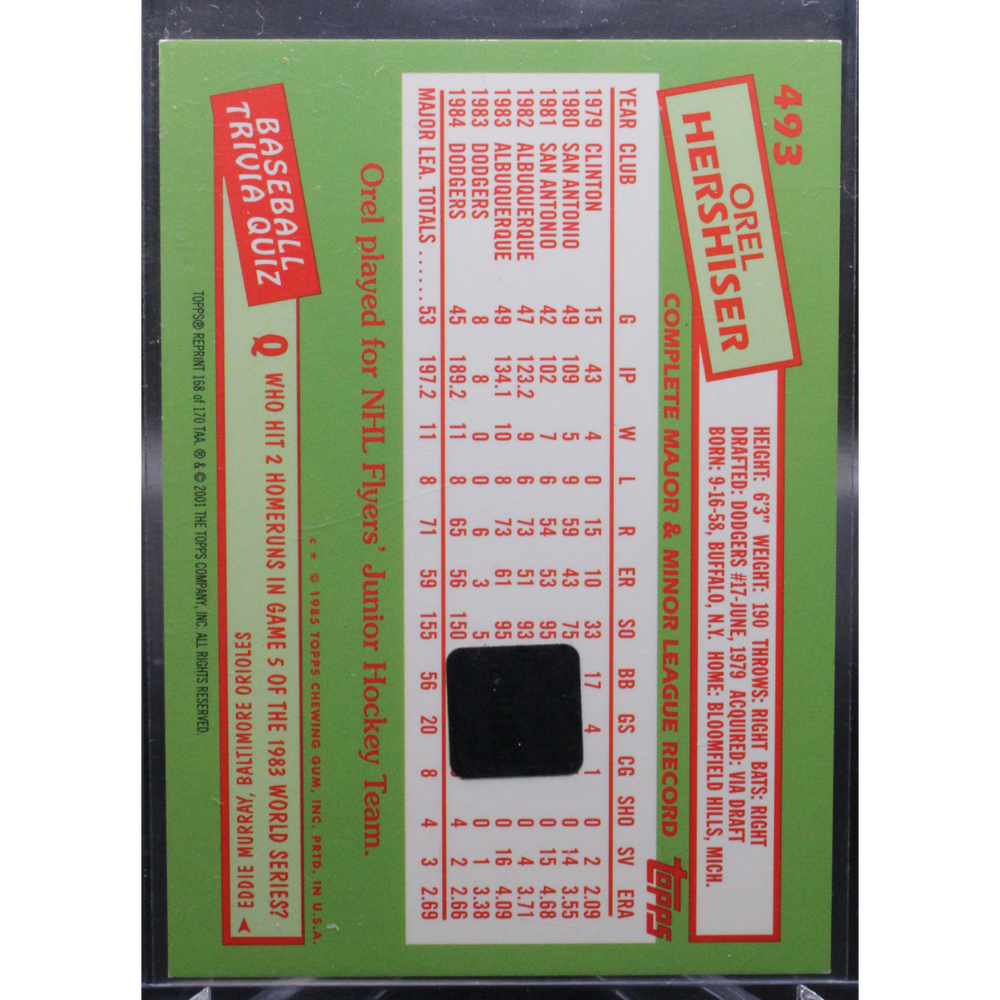 493
OREL
HERSHISER
HEIGHT: 6'3" WEIGHT: 190 THROWS: RIGHT BATS: RIGHT
DRAFTED: DODGERS #17-JUNE, 1979 ACQUIRED: VIA DRAFT
BORN: 9-16-58, BUFFALO, N.Y. HOME: BLOOMFIELD HILLS, MICH.
topps
COMPLETE MAJOR & MINOR LEAGUE RECORD
YEAR CLUB G IP W L R ER SO BB GS CG SHO SV ERA
1979 CLINTON 15 43 4 0 15 10 33 17 4 1 0 2 2.09
1980 SAN ANTONIO 49 109 5 9 59 43 75 0 14 3.55
1981 SAN ANTONIO 42 102 7 6 54 53 95 0 15 4.68
1982 ALBUQUERQUE 47 123.2 9 6 73 51 93 0 4 3.71
1983 ALBUQUERQUE 49 134.1 10 8 73 61 95 0 16 4.09
1983 DODGERS 8 8 0 0 6 3 5 0 1 3.38
1984 DODGERS 45 189.2 11 8 65 56 150 4 2 2.66
MAJOR LEA. TOTALS ...... 53 197.2 11 8 71 59 155 56 20 8 4 3 2.69
Orel played for NHL Flyers' Junior Hockey Team.
c * © 1985 TOPPS CHEWING GUM, INC. PRTD. IN U.S.A.
BASEBALL
TRIVIA QUIZ
Q WHO HIT 2 HOMERUNS IN GAME 5 OF THE 1983 WORLD SERIES?
EDDIE MURRAY, BALTIMORE ORIOLES
TOPPS® REPRINT 168 of 170 TAA. ® & © 2001 THE TOPPS COMPANY, INC. ALL RIGHTS RESERVED.